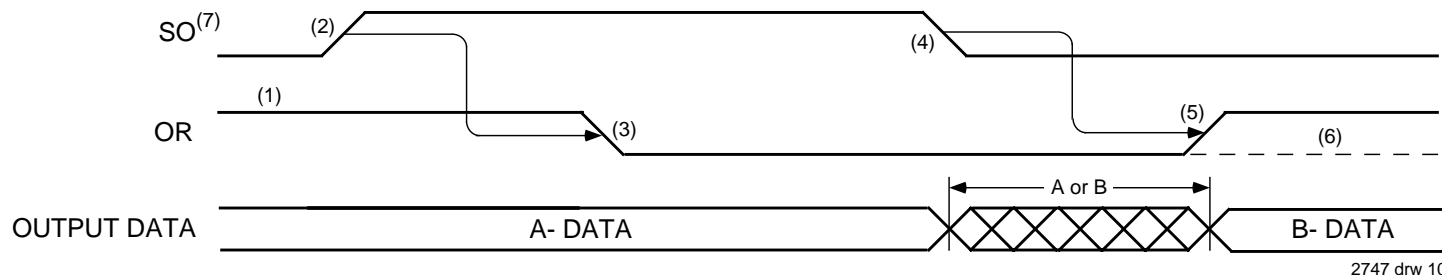 SO(7)
(2)
(4)
OR
(1)
(3)
(5)
(6)
A or B
OUTPUT DATA
A- DATA
B- DATA
2747 drw 10